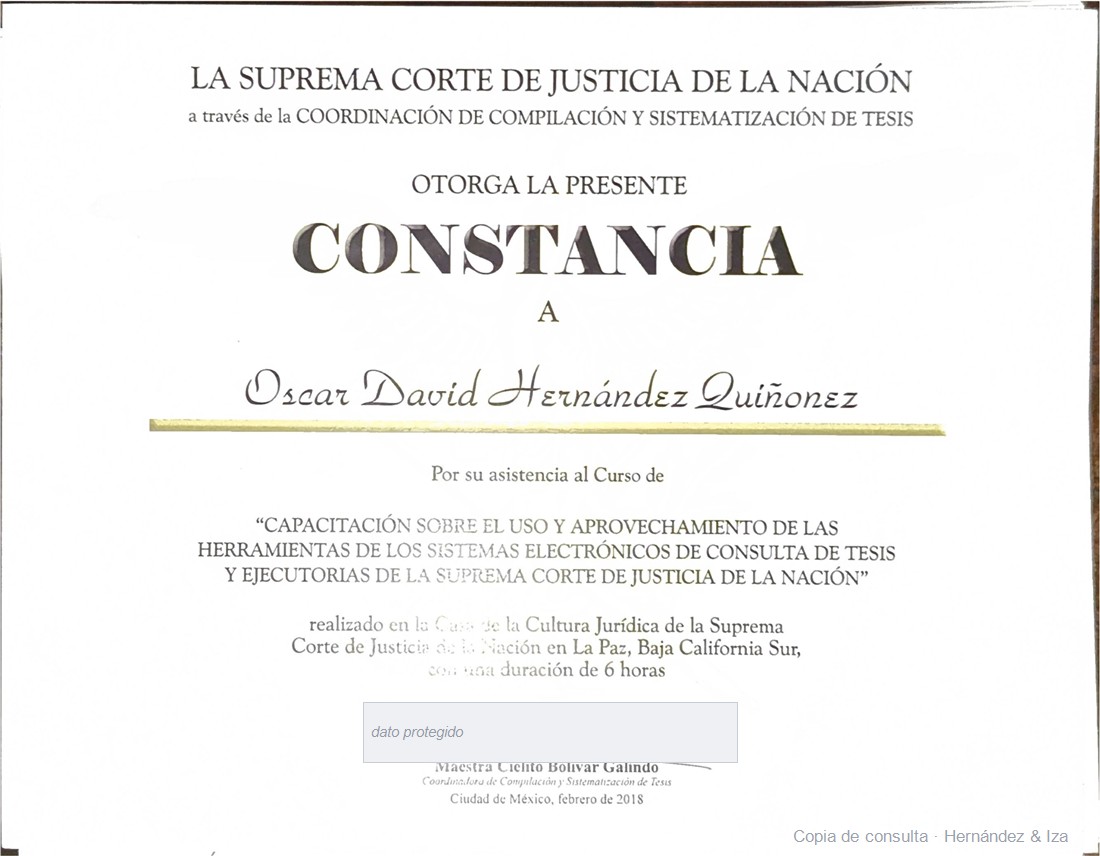 LA SUPREMA CORTE DE JUSTICIA DE LA NACIÓN
a través de la COORDINACIÓN DE COMPILACIÓN Y SISTEMATIZACIÓN DE TESIS
OTORGA LA PRESENTE
CONSTANCIA
A
Oscar David Hernández Quiñonez
Por su asistencia al Curso de
“CAPACITACIÓN SOBRE EL USO Y APROVECHAMIENTO DE LAS
HERRAMIENTAS DE LOS SISTEMAS ELECTRÓNICOS DE CONSULTA DE TESIS
Y EJECUTORIAS DE LA SUPREMA CORTE DE JUSTICIA DE LA NACIÓN”
realizado en la Casa de la Cultura Jurídica de la Suprema
Corte de Justicia de la Nación en La Paz, Baja California Sur,
con una duración de 6 horas
dato protegido
Maestra Cielito Bolívar Galindo
Coordinadora de Compilación y Sistematización de Tesis
Ciudad de México, febrero de 2018
Copia de consulta · Hernández & Iza